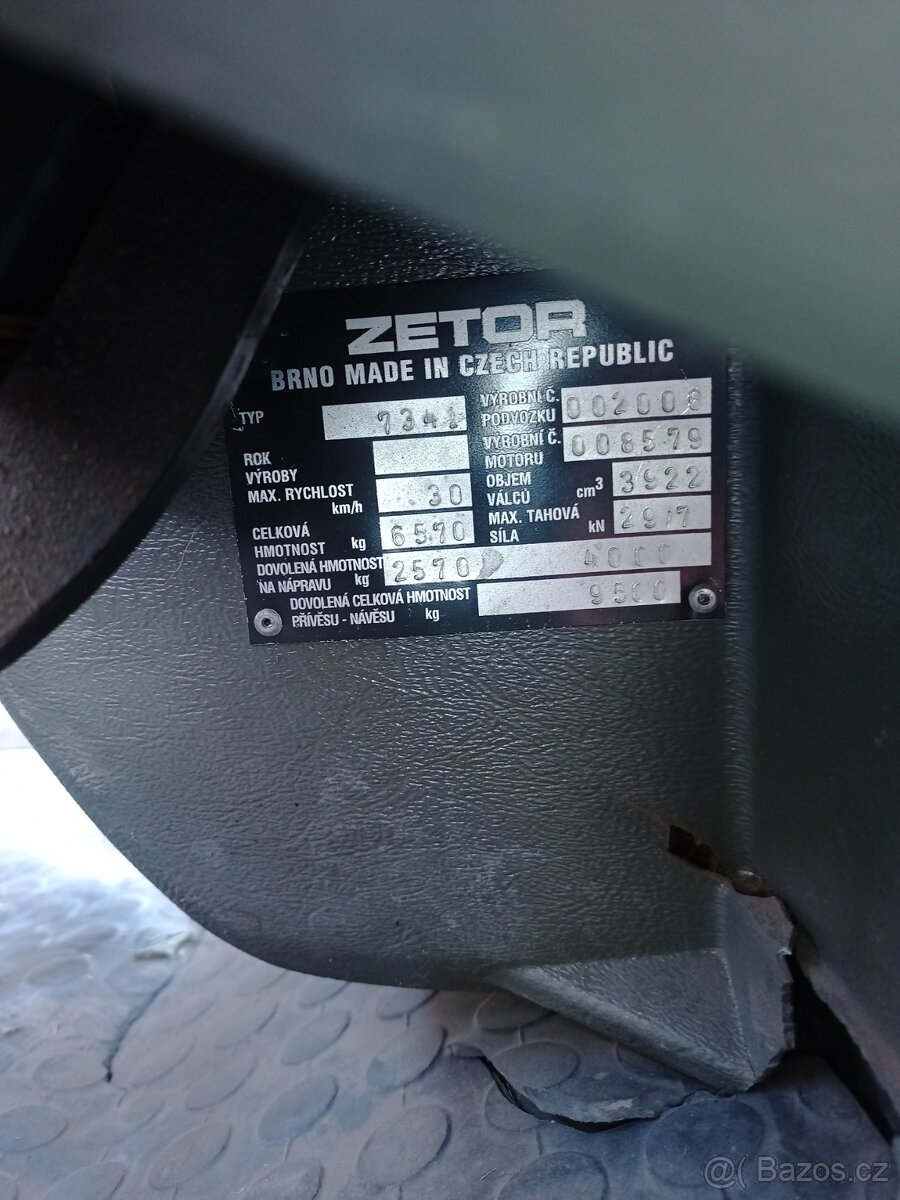 ZETOR
BRNO MADE IN CZECH REPUBLIC
TYP 7341
ROK
VÝROBY
MAX. RYCHLOST
km/h 30
CELKOVÁ
HMOTNOST kg 6570
DOVOLENÁ HMOTNOST
NA NÁPRAVU kg 2570 4000
DOVOLENÁ CELKOVÁ HMOTNOST
PŘÍVĚSU - NÁVĚSU kg 9500
VÝROBNÍ Č.
PODVOZKU
VÝROBNÍ Č.
MOTORU 008579
OBJEM
VÁLCŮ cm3 3922
MAX. TAHOVÁ
SÍLA kN 29,7
@( Bazos.cz